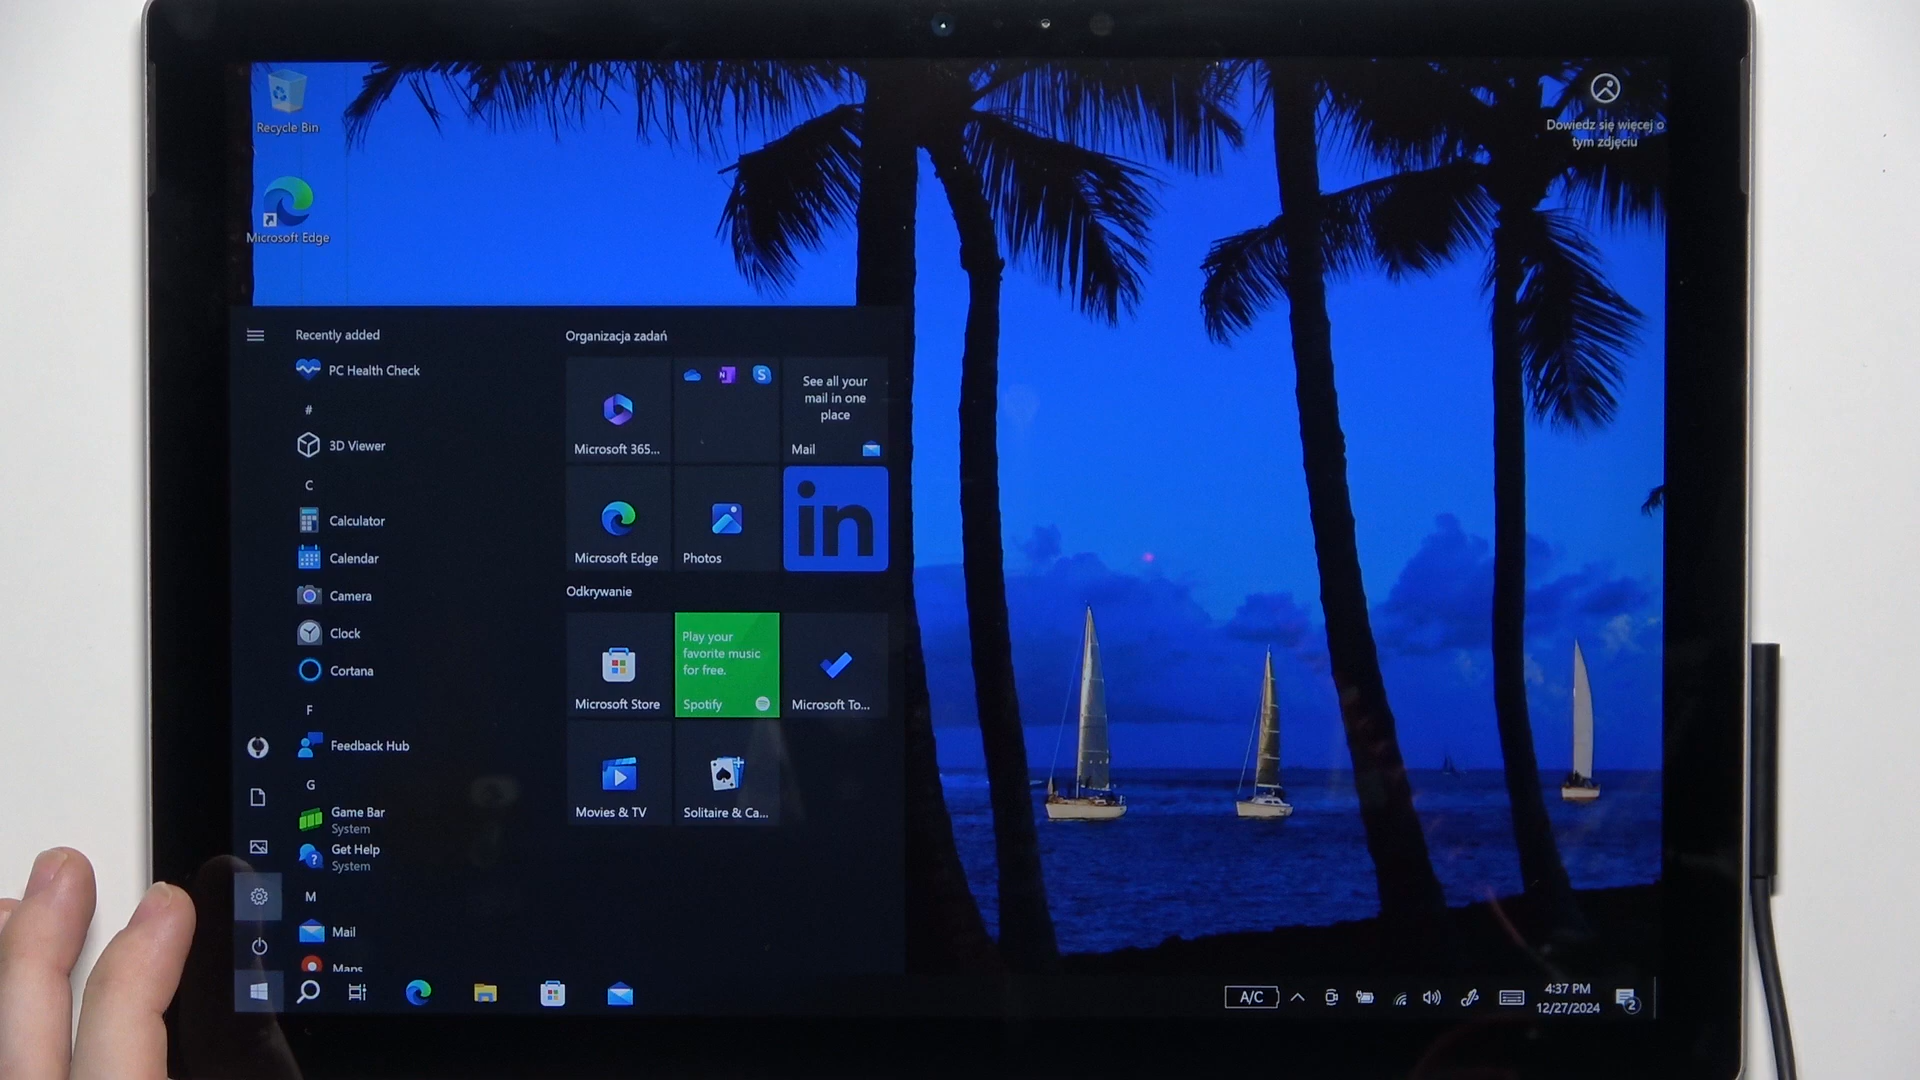 Recycle Bin
Microsoft Edge
Dowiedz się więcej o
tym zdjęciu
Recently added
PC Health Check
#
3D Viewer
C
Calculator
Calendar
Camera
Clock
Cortana
F
Feedback Hub
G
Game Bar
System
Get Help
System
M
Mail
Maps
Organizacja zadań
Microsoft 365...
N
S
See all your
mail in one
place
Mail
Microsoft Edge
Photos
in
Odkrywanie
Microsoft Store
Play your
favorite music
for free.
Spotify
Microsoft To...
Movies & TV
Solitaire & Ca...
A/C
4:37 PM
12/27/2024
2